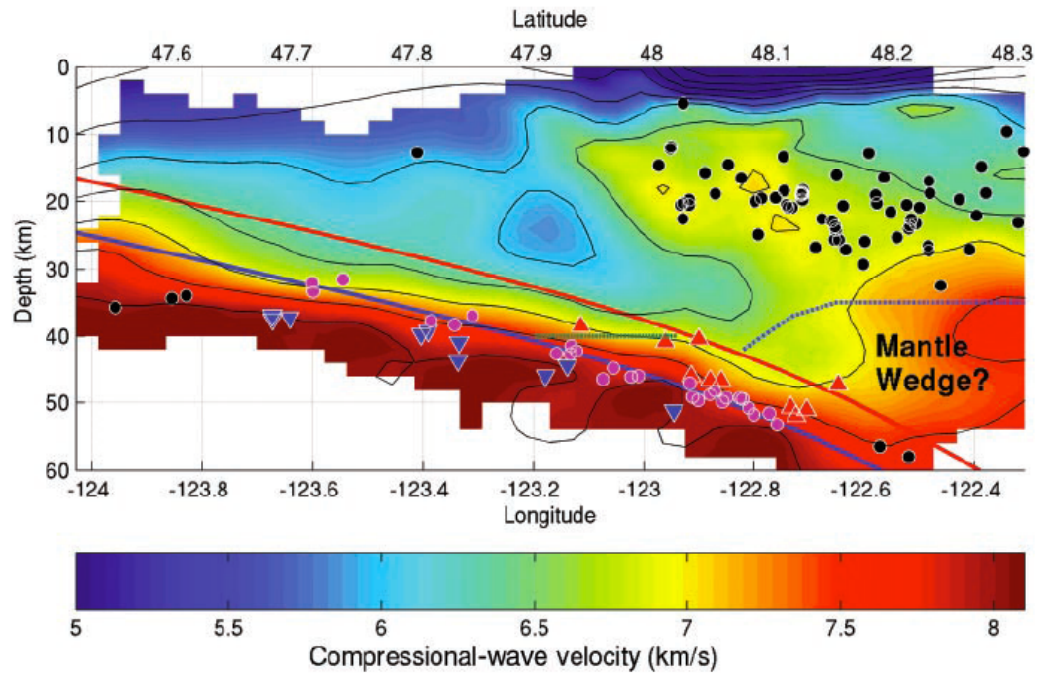 Latitude
47.6 47.7 47.8 47.9 48 48.1 48.2 48.3
0
10
20
30
40
50
60
Depth (km)
Mantle
Wedge?
-124 -123.8 -123.6 -123.4 -123.2 -123 -122.8 -122.6 -122.4
Longitude
5 5.5 6 6.5 7 7.5 8
Compressional-wave velocity (km/s)